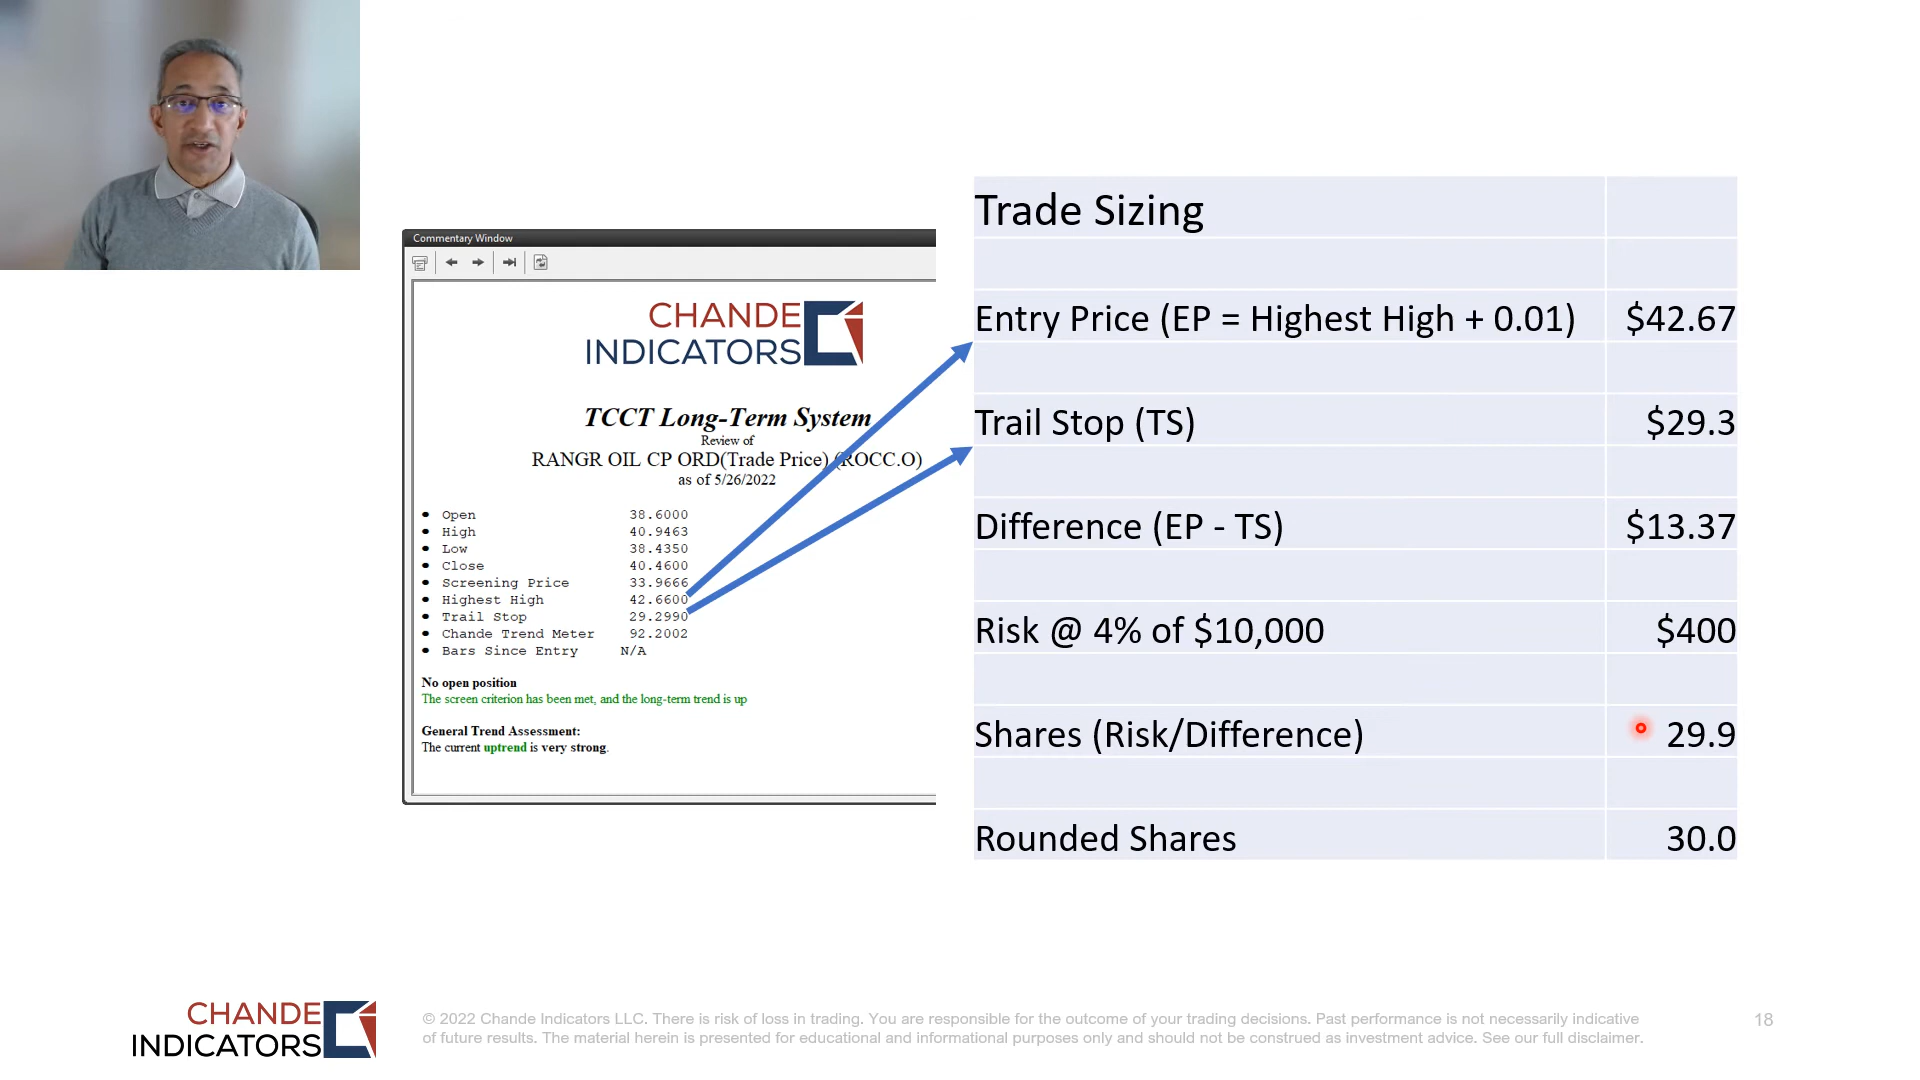 Commentary Window
CHANDE
INDICATORS
TCCT Long-Term System
Review of
RANGR OIL CP ORD(Trade Price) (ROCC.O)
as of 5/26/2022
• Open 38.6000
• High 40.9463
• Low 38.4350
• Close 40.4600
• Screening Price 33.9666
• Highest High 42.6600
• Trail Stop 29.2990
• Chande Trend Meter 92.2002
• Bars Since Entry N/A
No open position
The screen criterion has been met, and the long-term trend is up
General Trend Assessment:
The current uptrend is very strong.
Trade Sizing
Entry Price (EP = Highest High + 0.01) $42.67
Trail Stop (TS) $29.3
Difference (EP - TS) $13.37
Risk @ 4% of $10,000 $400
Shares (Risk/Difference) 29.9
Rounded Shares 30.0
CHANDE
INDICATORS
© 2022 Chande Indicators LLC. There is risk of loss in trading. You are responsible for the outcome of your trading decisions. Past performance is not necessarily indicative
of future results. The material herein is presented for educational and informational purposes only and should not be construed as investment advice. See our full disclaimer.
18